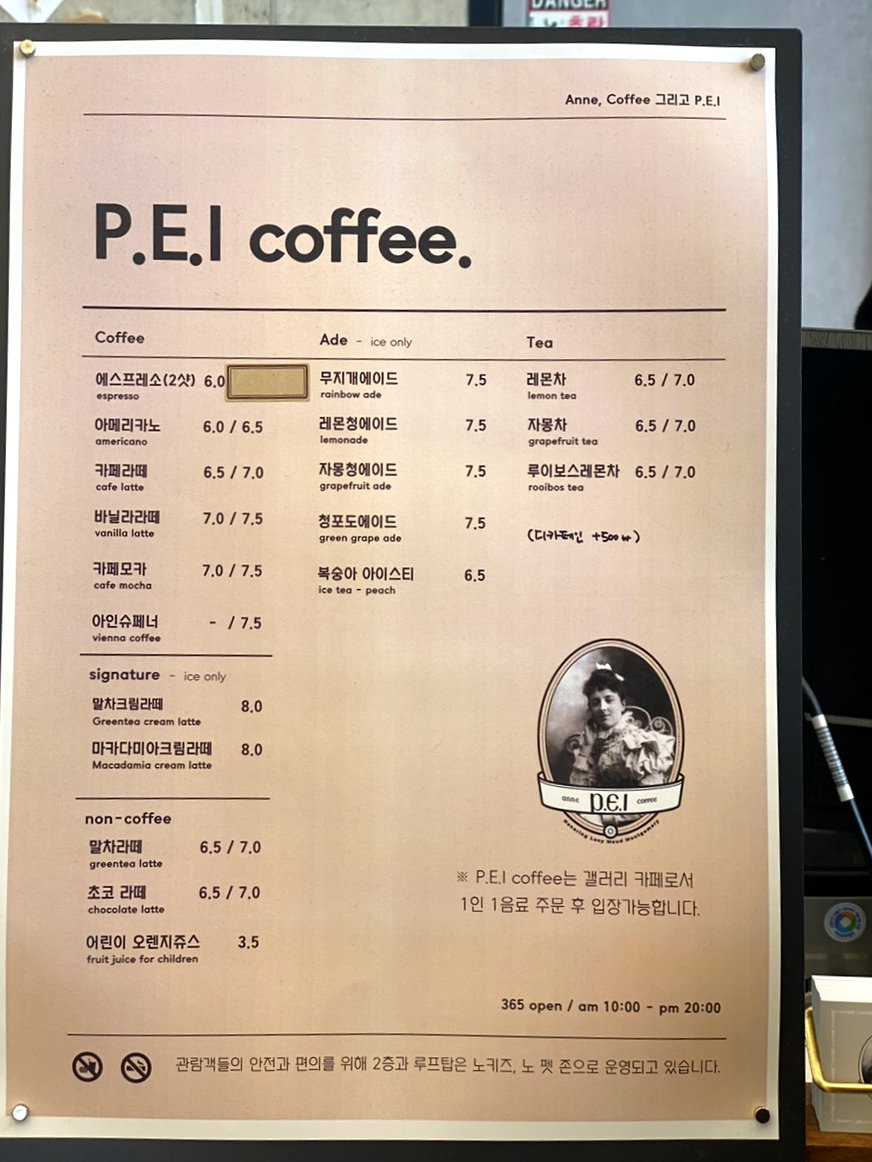 DANGER
Anne, Coffee 그리고 P.E.I
P.E.I coffee.
Coffee
에스프레소(2샷) 6.0
espresso
아메리카노 6.0 / 6.5
americano
카페라떼 6.5 / 7.0
cafe latte
바닐라라떼 7.0 / 7.5
vanilla latte
카페모카 7.0 / 7.5
cafe mocha
아인슈페너 - / 7.5
vienna coffee
signature - ice only
말차크림라떼 8.0
Greentea cream latte
마카다미아크림라떼 8.0
Macadamia cream latte
non-coffee
말차라떼 6.5 / 7.0
greentea latte
초코 라떼 6.5 / 7.0
chocolate latte
어린이 오렌지쥬스 3.5
fruit juice for children
Ade - ice only
무지개에이드 7.5
rainbow ade
레몬청에이드 7.5
lemonade
자몽청에이드 7.5
grapefruit ade
청포도에이드 7.5
green grape ade
복숭아 아이스티 6.5
ice tea - peach
Tea
레몬차 6.5 / 7.0
lemon tea
자몽차 6.5 / 7.0
grapefruit tea
루이보스레몬차 6.5 / 7.0
rooibos tea
(디카페인 +500w)
anne P.E.I COFFEE
Honoring Lucy Maud Montgomery
※ P.E.I coffee는 갤러리 카페로서
1인 1음료 주문 후 입장가능합니다.
365 open / am 10:00 - pm 20:00
관람객들의 안전과 편의를 위해 2층과 루프탑은 노키즈, 노 펫 존으로 운영되고 있습니다.